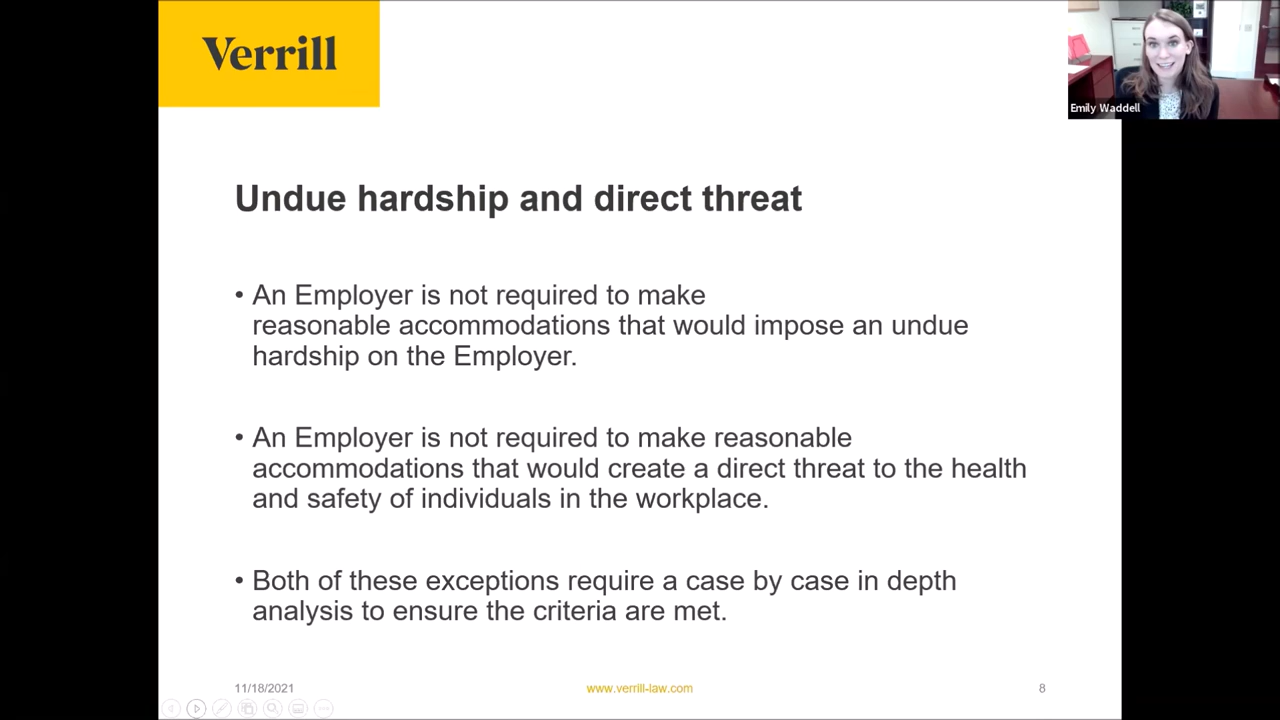 Verrill
Emily Waddell
Undue hardship and direct threat
• An Employer is not required to make
reasonable accommodations that would impose an undue
hardship on the Employer.
• An Employer is not required to make reasonable
accommodations that would create a direct threat to the health
and safety of individuals in the workplace.
• Both of these exceptions require a case by case in depth
analysis to ensure the criteria are met.
11/18/2021
www.verrill-law.com
8